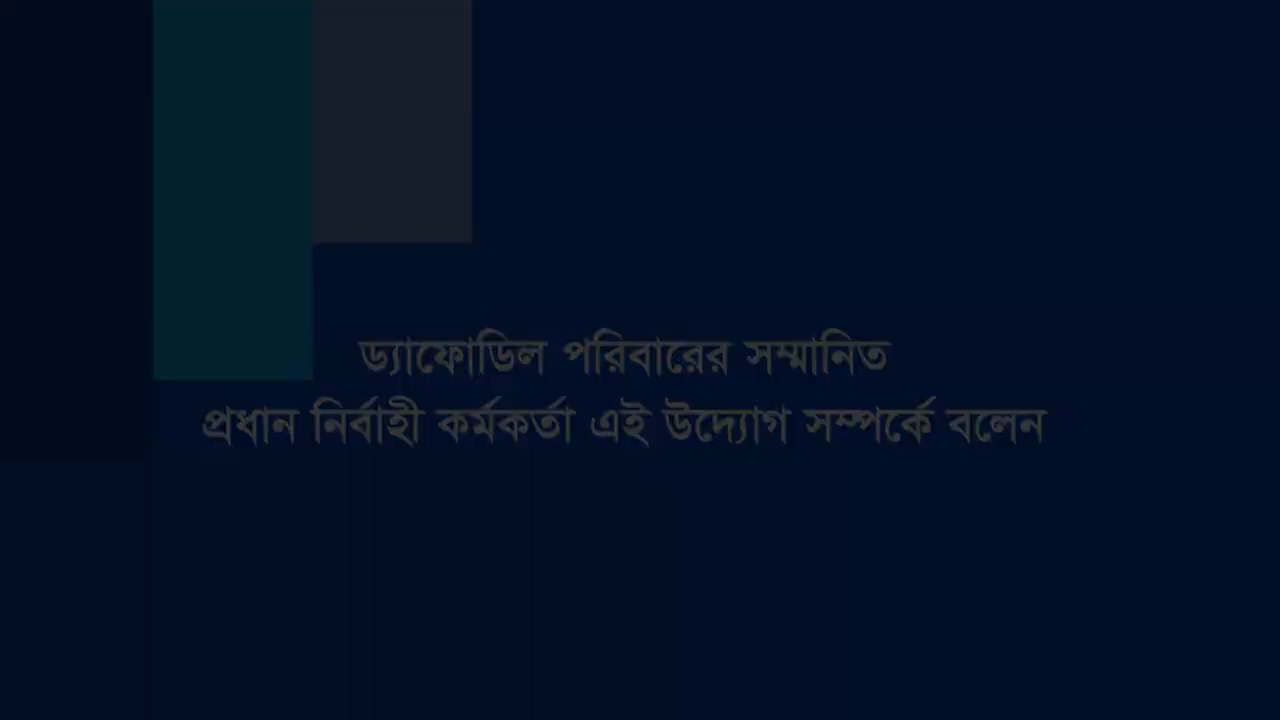 ড্যাফোডিল পরিবারের সম্মানিত
প্রধান নির্বাহী কর্মকর্তা এই উদ্যোগ সম্পর্কে বলেন